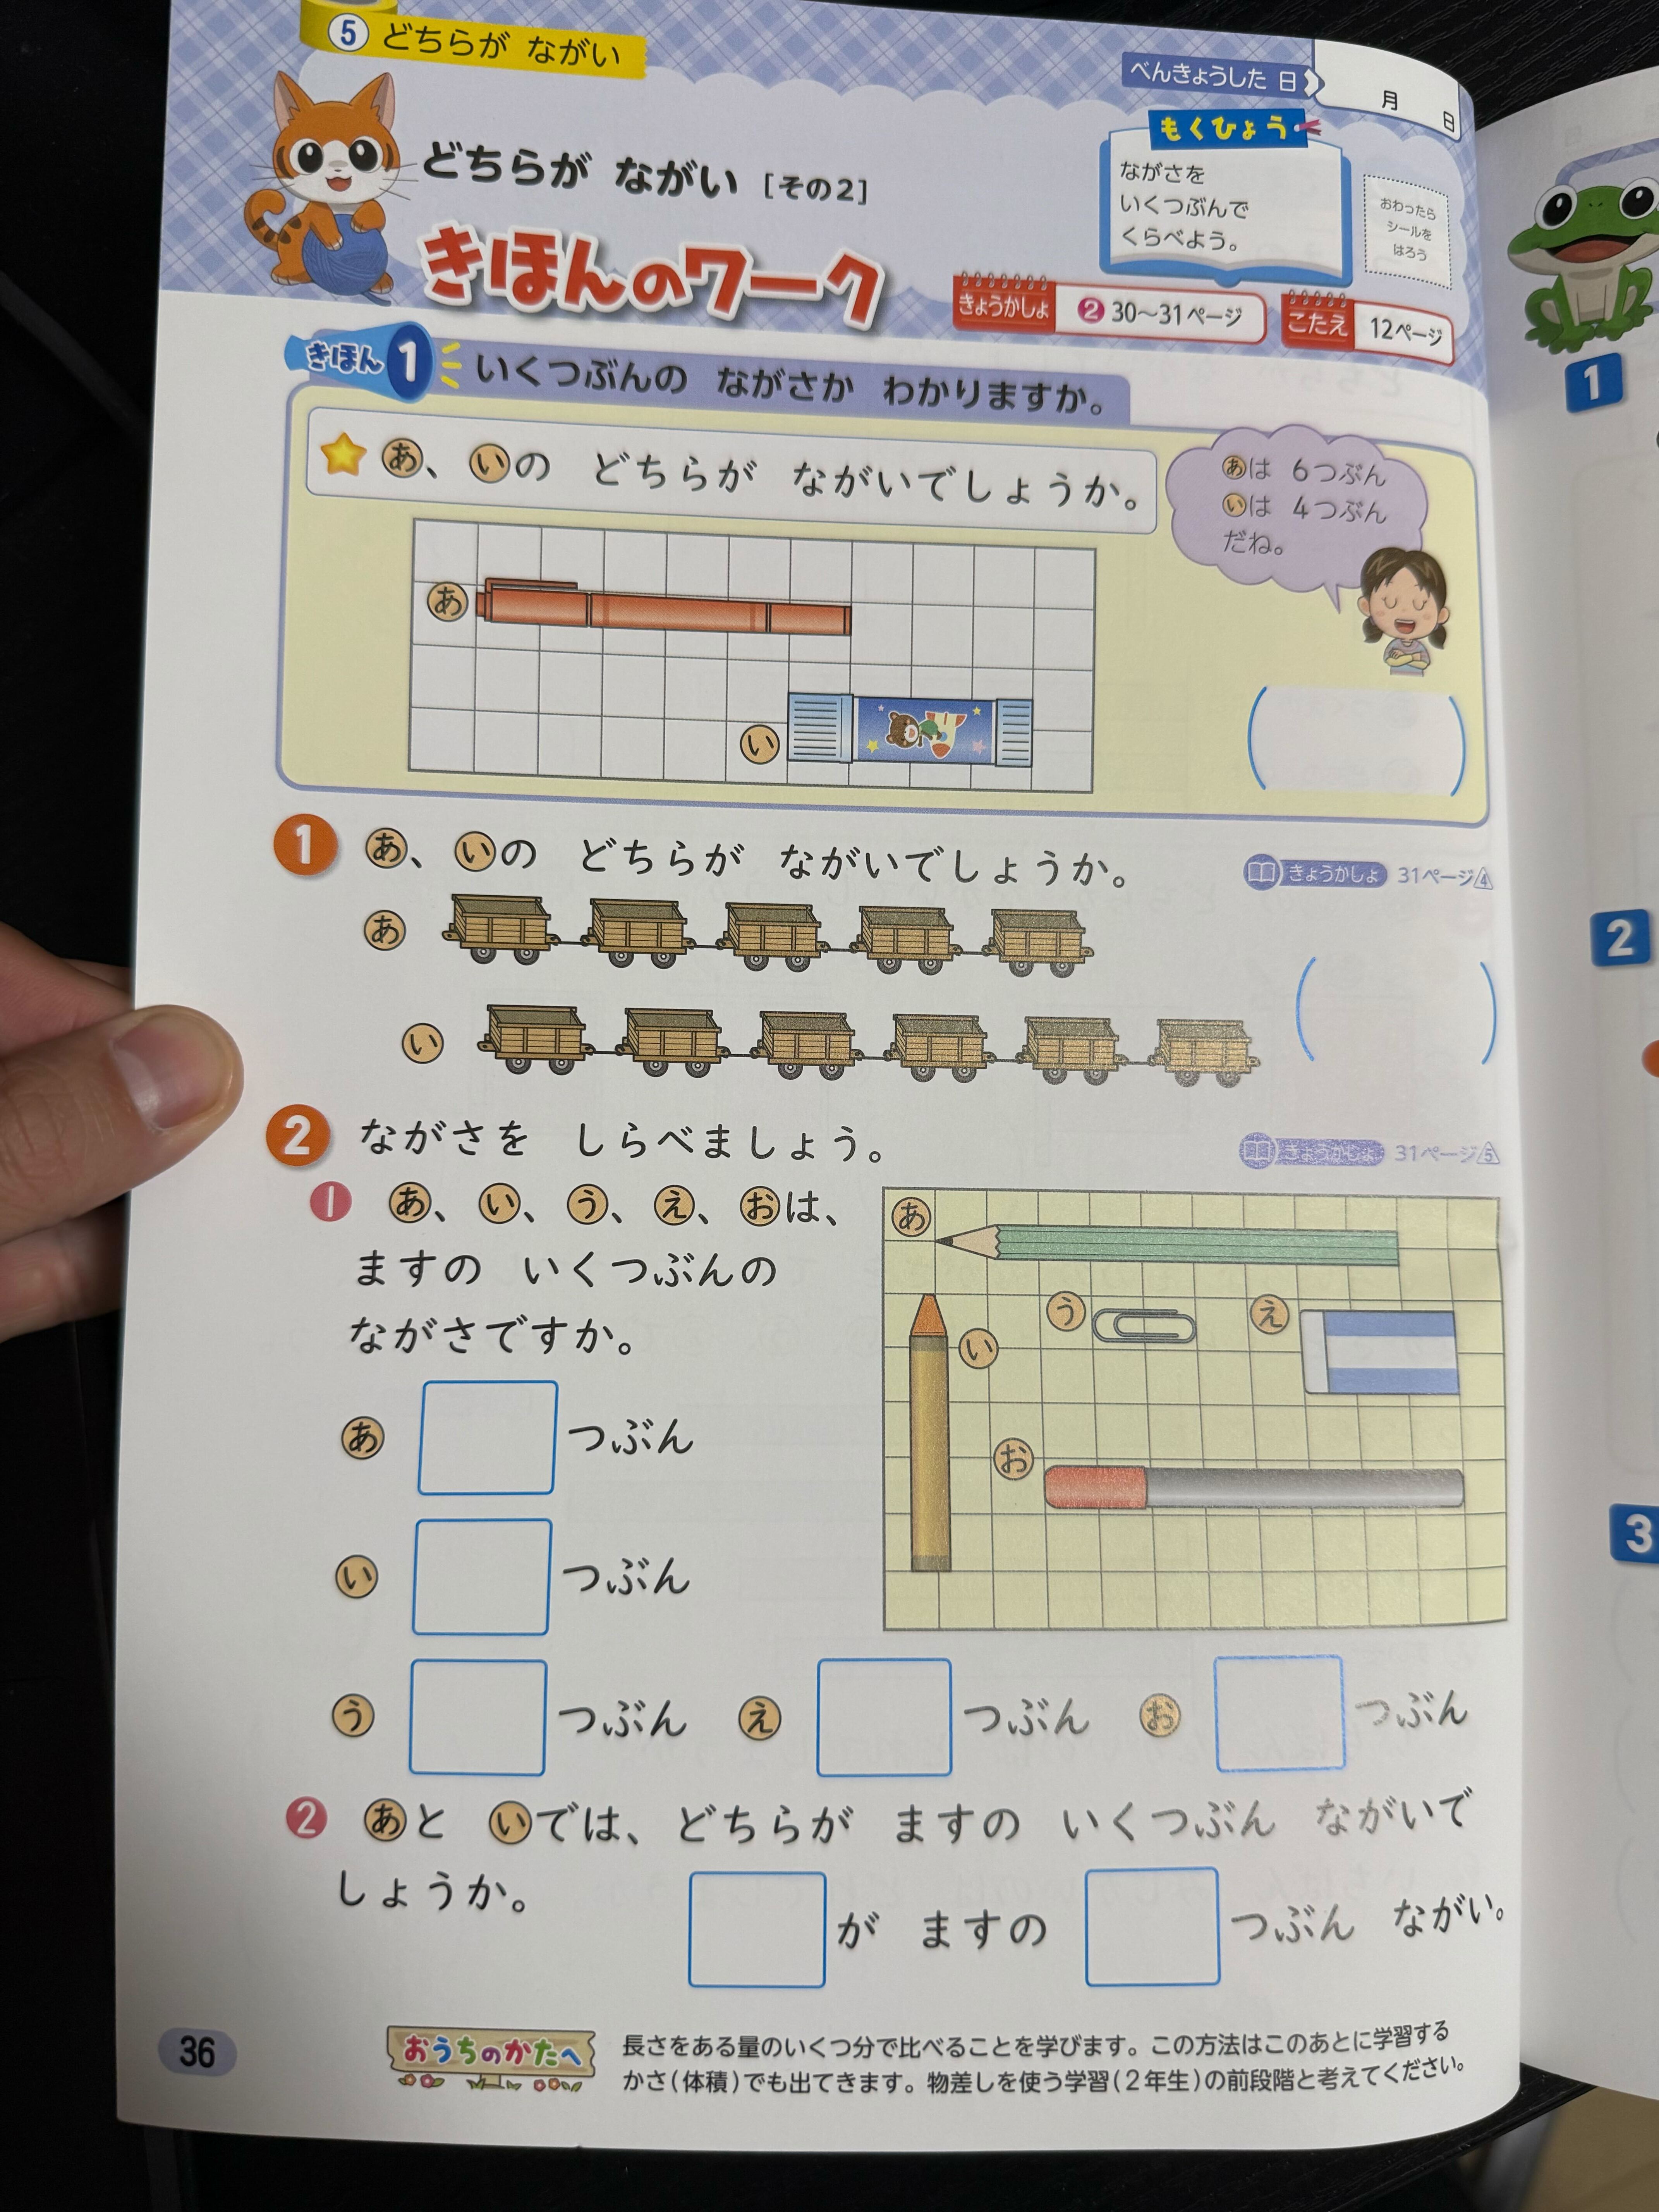 ⑤ どちらが ながい
べんきょうした 日
月 日
どちらが ながい [その2]
きほんのワーク
もくひょう
ながさを
いくつぶんで
くらべよう。
おわったら
シールを
はろう
きょうかしょ ❷ 30〜31ページ
こたえ 12ページ
きほん 1 いくつぶんの ながさか わかりますか。
あ、いの どちらが ながいでしょうか。
あは 6つぶん
いは 4つぶん
だね。
あ
い
1 あ、いの どちらが ながいでしょうか。
きょうかしょ 31ページ4
あ
い
2 ながさを しらべましょう。
きょうかしょ 31ページ5
1 あ、い、う、え、おは、
ますの いくつぶんの
ながさですか。
あ
い
う
え
お
あ つぶん
い つぶん
う つぶん え つぶん お つぶん
2 あと いでは、どちらが ますの いくつぶん ながいで
しょうか。
が ますの つぶん ながい。
36
おうちのかたへ
長さをある量のいくつ分で比べることを学びます。この方法はこのあとに学習する
かさ(体積)でも出てきます。物差しを使う学習(2年生)の前段階と考えてください。
1
2
3